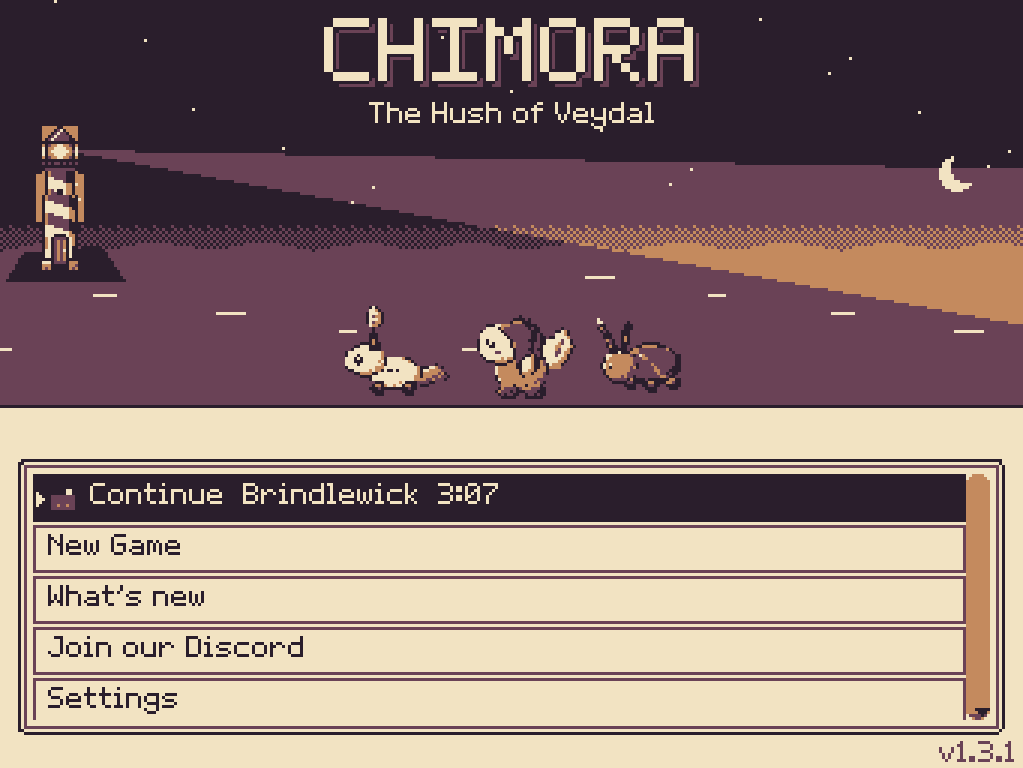 CHIMORA
The Hush of Veydal
Continue Brindlewick 3:07
New Game
What's new
Join our Discord
Settings
v1.3.1